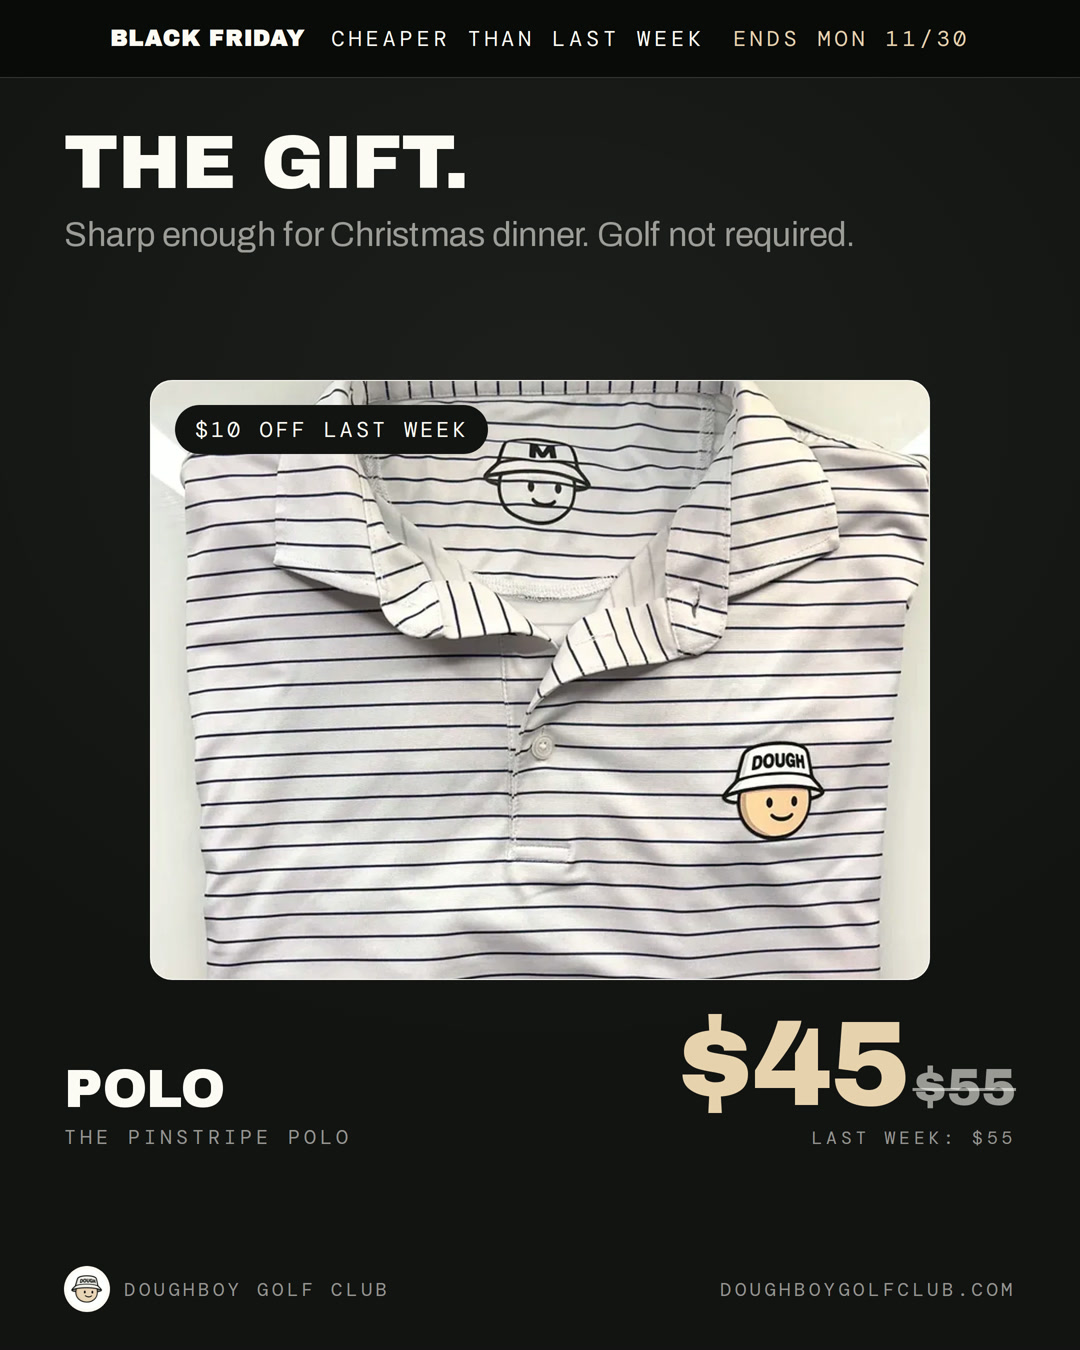 BLACK FRIDAY CHEAPER THAN LAST WEEK ENDS MON 11/30
THE GIFT.
Sharp enough for Christmas dinner. Golf not required.
$10 OFF LAST WEEK
M
DOUGH
$45 $55
POLO
THE PINSTRIPE POLO
LAST WEEK: $55
DOUGH
DOUGHBOY GOLF CLUB
DOUGHBOYGOLFCLUB.COM